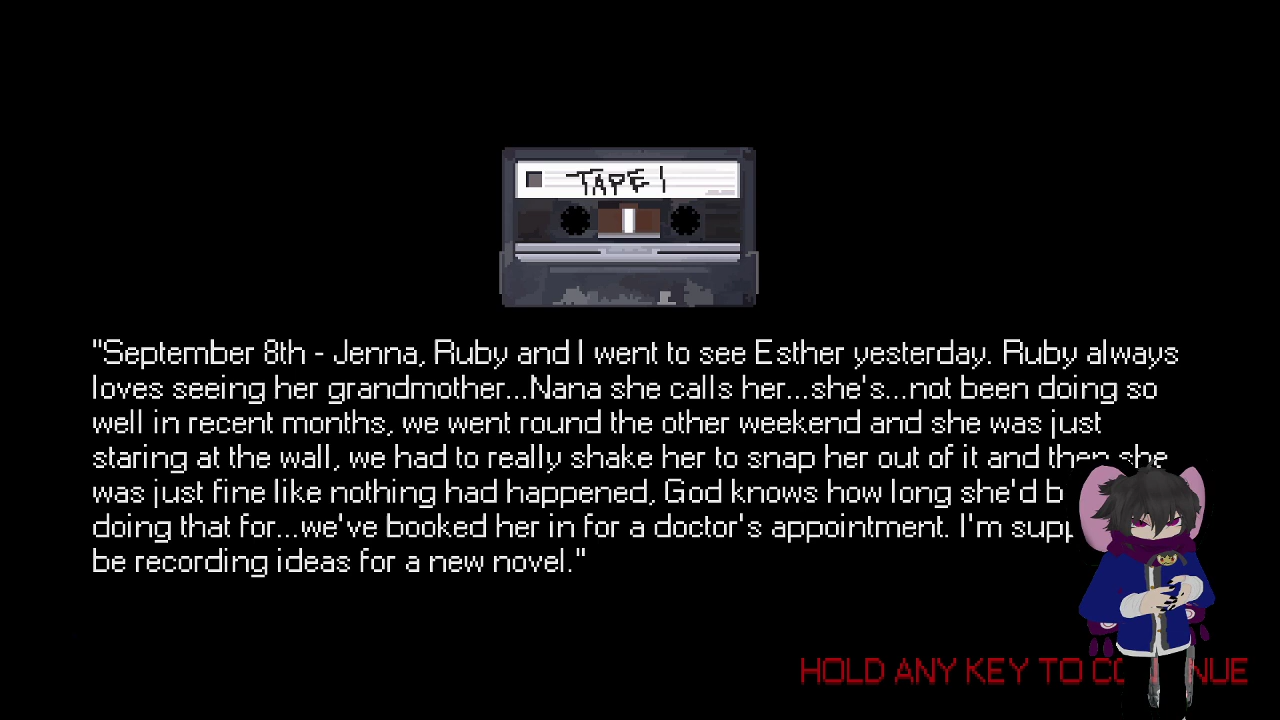 TAPE 1
"September 8th - Jenna, Ruby and I went to see Esther yesterday. Ruby always
loves seeing her grandmother...Nana she calls her...she's...not been doing so
well in recent months, we went round the other weekend and she was just
staring at the wall, we had to really shake her to snap her out of it and then she
was just fine like nothing had happened, God knows how long she'd
doing that for...we've booked her in for a doctor's appointment. I'm
be recording ideas for a new novel."
HOLD ANY KEY TO